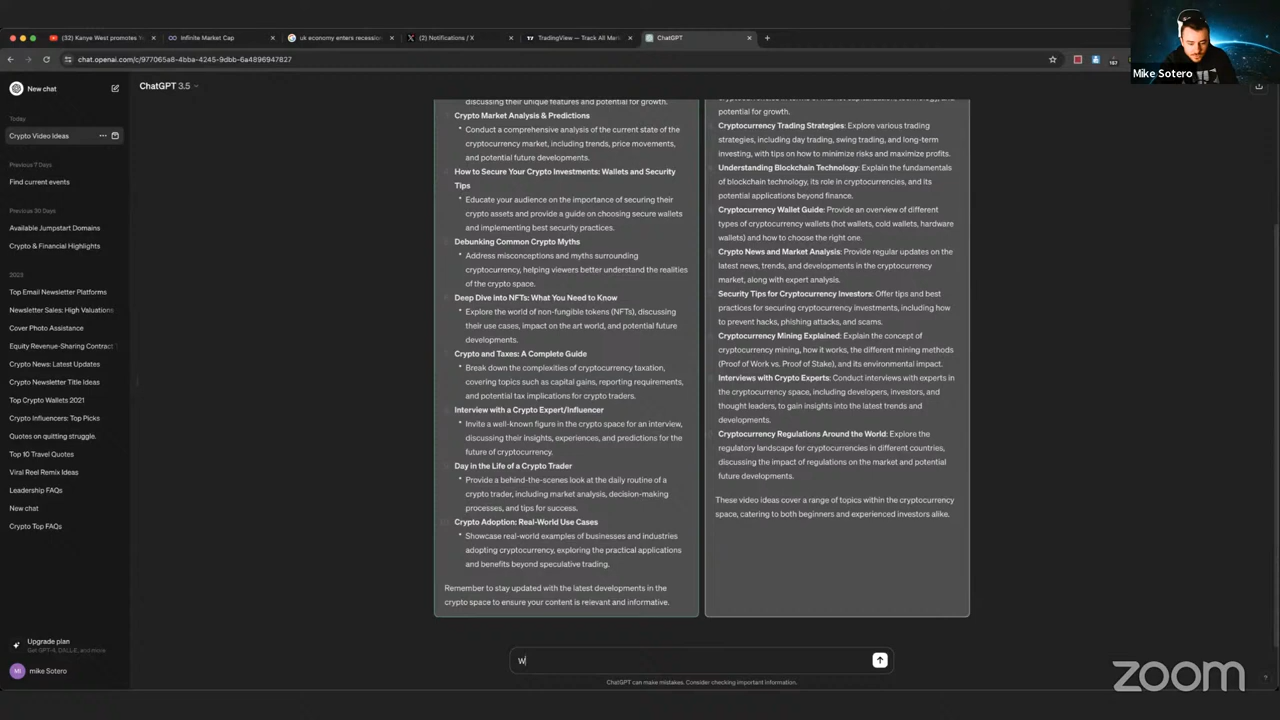 (32) Kanye West promotes
Infinite Market Cap
uk economy enters recession
(2) Notifications / X
TradingView — Track All Market
ChatGPT
chat.openai.com/c/977065a8-4bba-4245-9dbb-6a4896947827
187
Mike Sotero
New chat
ChatGPT 3.5
Today
Crypto Video Ideas
Previous 7 Days
Find current events
Previous 30 Days
Available Jumpstart Domains
Crypto & Financial Highlights
2023
Top Email Newsletter Platforms
Newsletter Sales: High Valuations
Cover Photo Assistance
Equity Revenue-Sharing Contract
Crypto News: Latest Updates
Crypto Newsletter Title Ideas
Top Crypto Wallets 2021
Crypto Influencers: Top Picks
Quotes on quitting struggle.
Top 10 Travel Quotes
Viral Reel Remix Ideas
Leadership FAQs
New chat
Crypto Top FAQs
Upgrade plan
Get GPT-4, DALL·E, and more
MI
mike Sotero
discussing their unique features and potential for growth.
Crypto Market Analysis & Predictions
• Conduct a comprehensive analysis of the current state of the
cryptocurrency market, including trends, price movements,
and potential future developments.
How to Secure Your Crypto Investments: Wallets and Security
Tips
• Educate your audience on the importance of securing their
crypto assets and provide a guide on choosing secure wallets
and implementing best security practices.
Debunking Common Crypto Myths
• Address misconceptions and myths surrounding
cryptocurrency, helping viewers better understand the realities
of the crypto space.
Deep Dive into NFTs: What You Need to Know
• Explore the world of non-fungible tokens (NFTs), discussing
their use cases, impact on the art world, and potential future
developments.
Crypto and Taxes: A Complete Guide
• Break down the complexities of cryptocurrency taxation,
covering topics such as capital gains, reporting requirements,
and potential tax implications for crypto traders.
Interview with a Crypto Expert/Influencer
• Invite a well-known figure in the crypto space for an interview,
discussing their insights, experiences, and predictions for the
future of cryptocurrency.
Day in the Life of a Crypto Trader
• Provide a behind-the-scenes look at the daily routine of a
crypto trader, including market analysis, decision-making
processes, and tips for success.
Crypto Adoption: Real-World Use Cases
• Showcase real-world examples of businesses and industries
adopting cryptocurrency, exploring the practical applications
and benefits beyond speculative trading.
Remember to stay updated with the latest developments in the
crypto space to ensure your content is relevant and informative.
potential for growth.
Cryptocurrency Trading Strategies: Explore various trading
strategies, including day trading, swing trading, and long-term
investing, with tips on how to minimize risks and maximize profits.
Understanding Blockchain Technology: Explain the fundamentals
of blockchain technology, its role in cryptocurrencies, and its
potential applications beyond finance.
Cryptocurrency Wallet Guide: Provide an overview of different
types of cryptocurrency wallets (hot wallets, cold wallets, hardware
wallets) and how to choose the right one.
Crypto News and Market Analysis: Provide regular updates on the
latest news, trends, and developments in the cryptocurrency
market, along with expert analysis.
Security Tips for Cryptocurrency Investors: Offer tips and best
practices for securing cryptocurrency investments, including how
to prevent hacks, phishing attacks, and scams.
Cryptocurrency Mining Explained: Explain the concept of
cryptocurrency mining, how it works, the different mining methods
(Proof of Work vs. Proof of Stake), and its environmental impact.
Interviews with Crypto Experts: Conduct interviews with experts in
the cryptocurrency space, including developers, investors, and
thought leaders, to gain insights into the latest trends and
developments.
Cryptocurrency Regulations Around the World: Explore the
regulatory landscape for cryptocurrencies in different countries,
discussing the impact of regulations on the market and potential
future developments.
These video ideas cover a range of topics within the cryptocurrency
space, catering to both beginners and experienced investors alike.
W
ChatGPT can make mistakes. Consider checking important information.
zoom